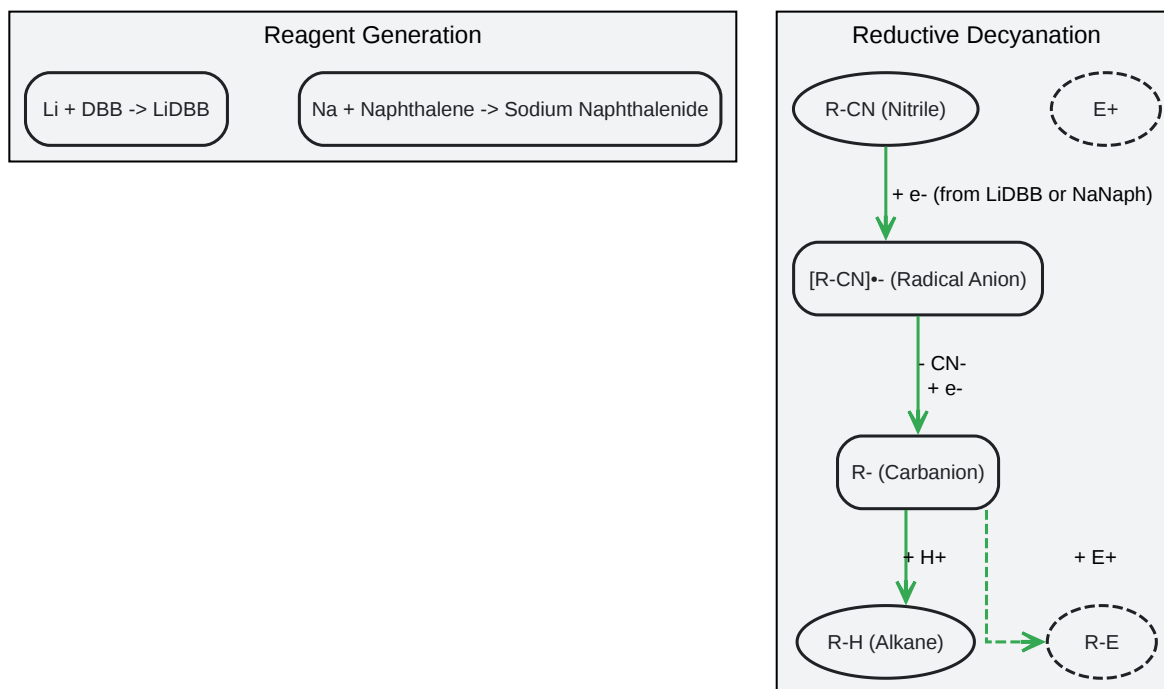 Reagent Generation
Li + DBB -> LiDBB
Na + Naphthalene -> Sodium Naphthalenide
Reductive Decyanation
R-CN (Nitrile)
E+
+ e- (from LiDBB or NaNaph)
[R-CN]•- (Radical Anion)
- CN-
+ e-
R- (Carbanion)
+ H+
+ E+
R-H (Alkane)
R-E